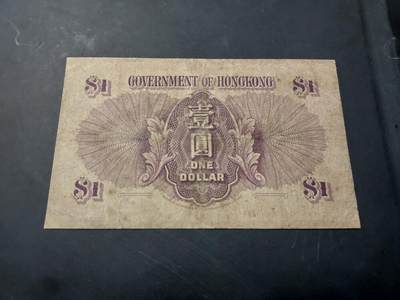 $1 GOVERNMENT OF HONGKONG $1
壹
圓
ONE
DOLLAR
$1 $1